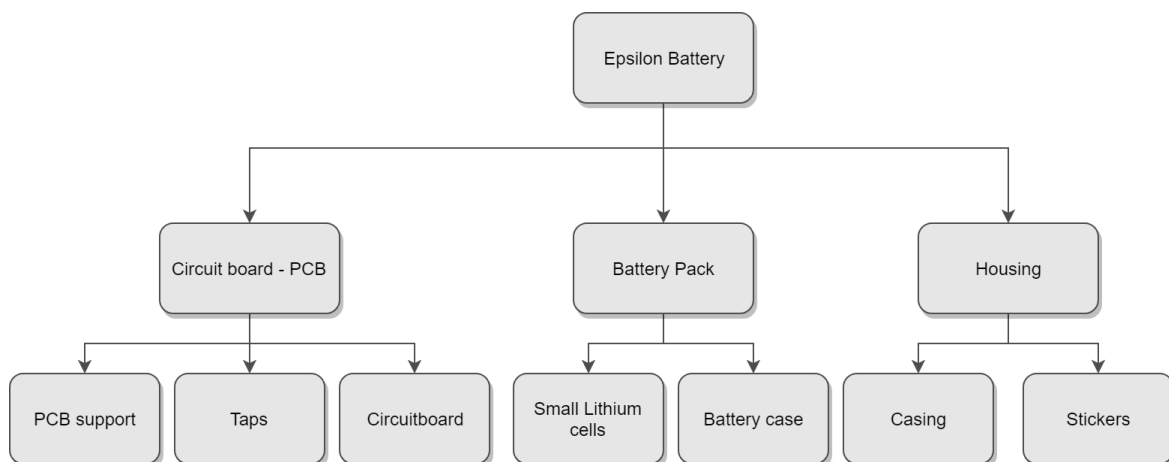 Epsilon Battery
Circuit board - PCB
Battery Pack
Housing
PCB support
Taps
Circuitboard
Small Lithium
cells
Battery case
Casing
Stickers